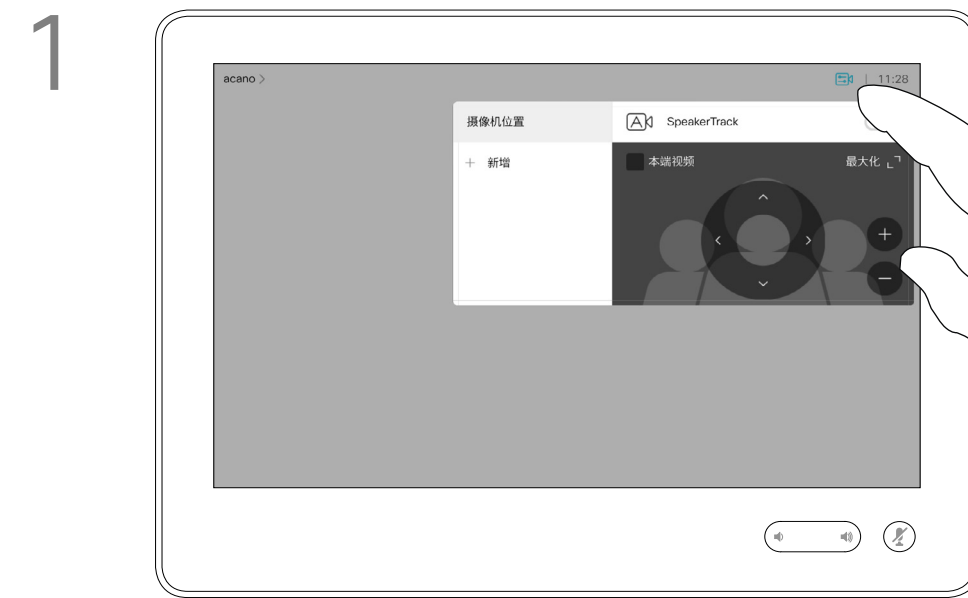 1
acano >
11:28
摄像机位置
SpeakerTrack
+ 新增
本端视频
最大化